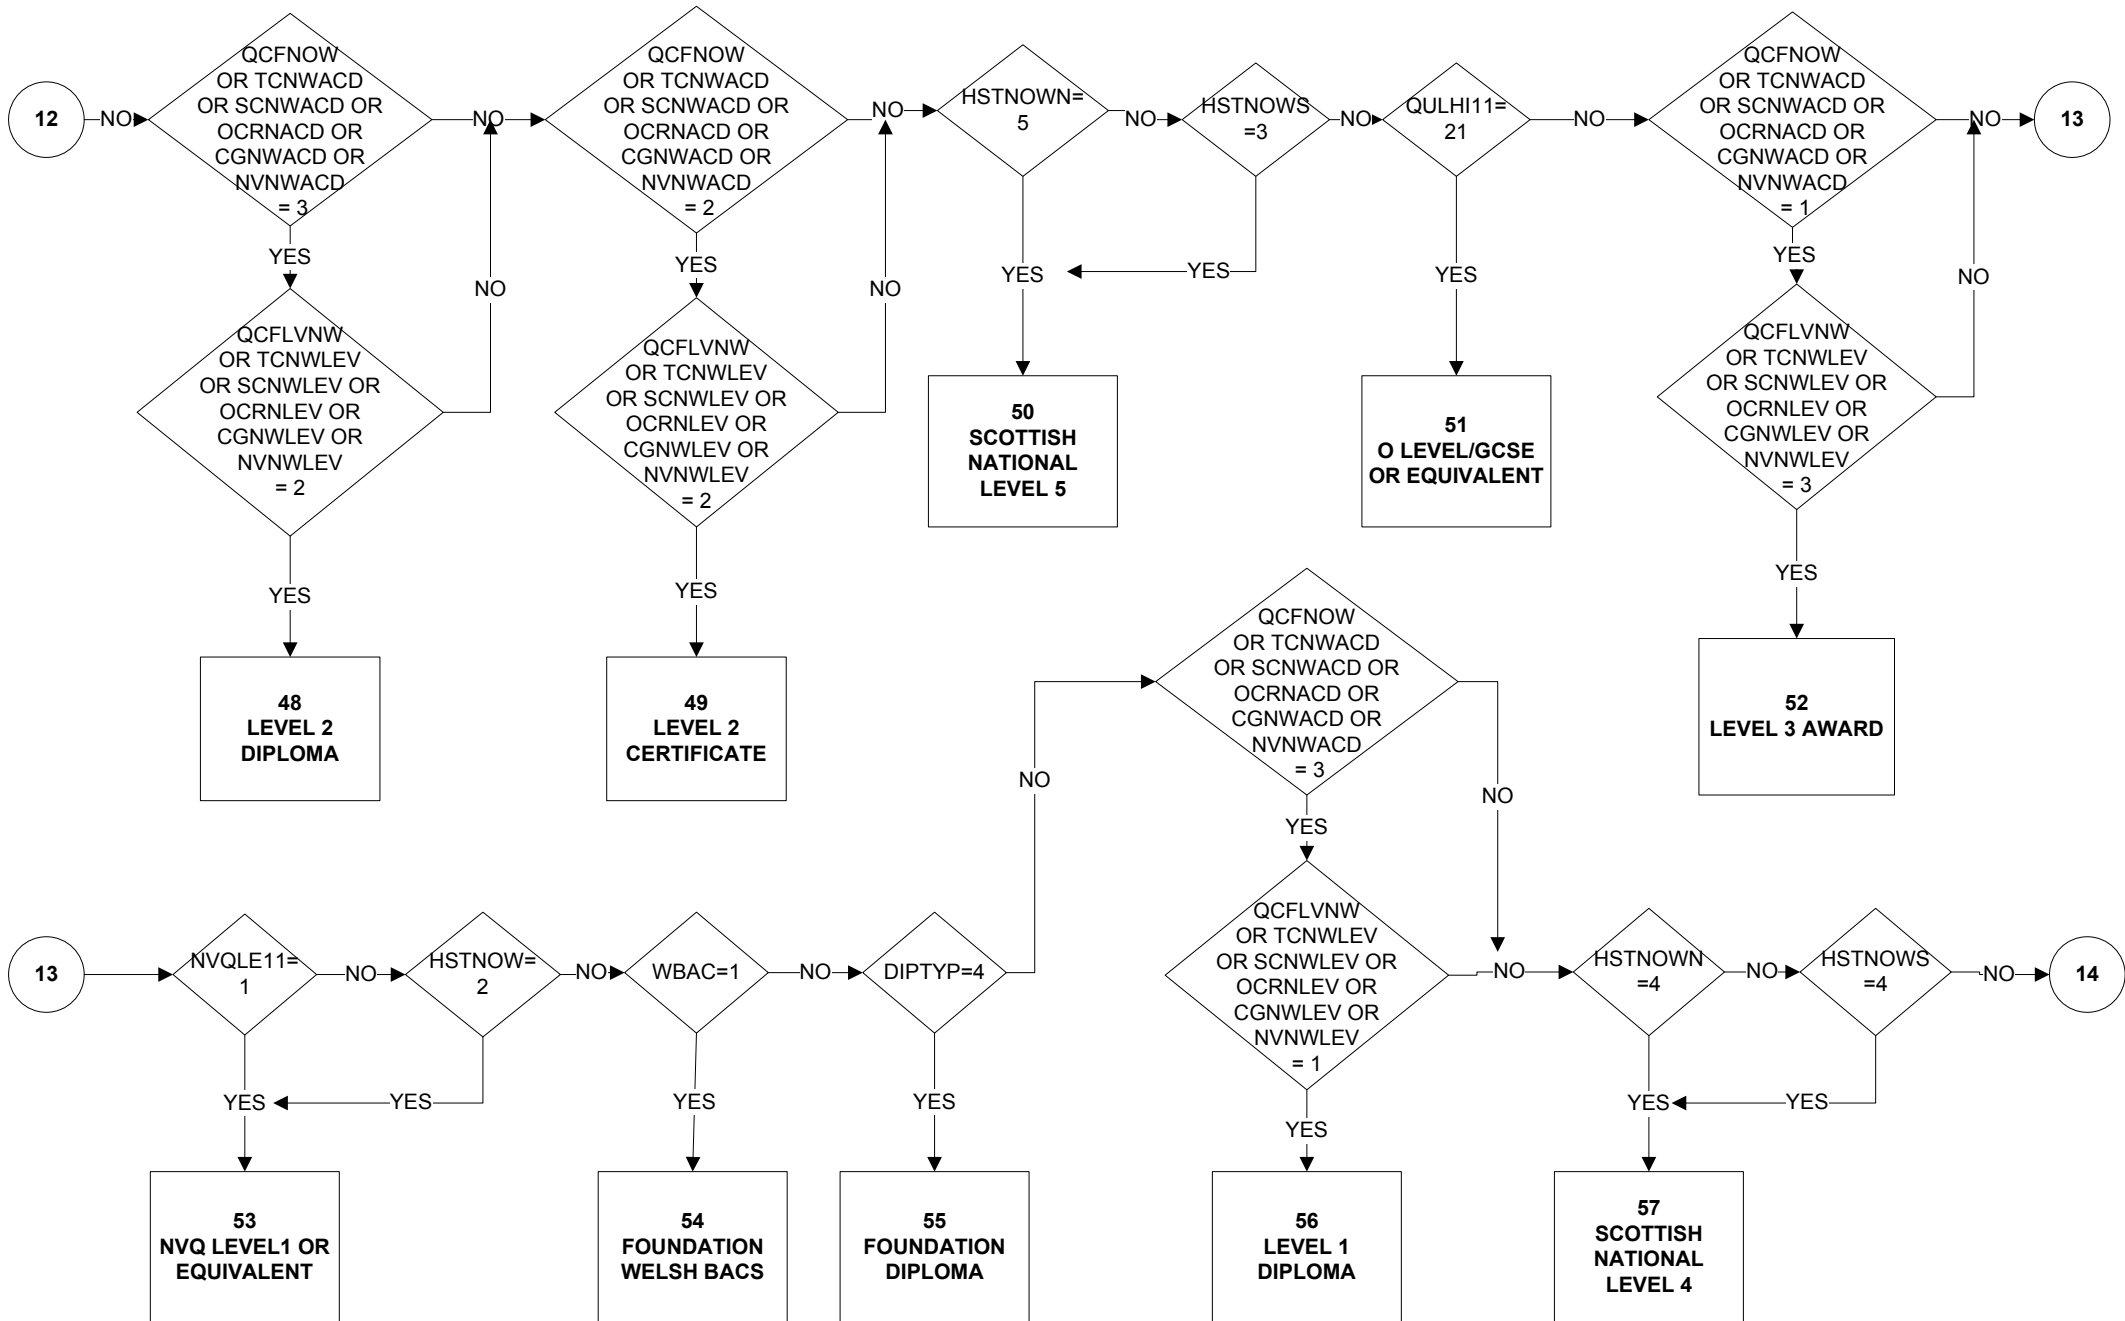 12
NO
QCFNOW
OR TCNWACD
OR SCNWACD OR
OCRNACD OR
CGNWACD OR
NVNWACD
= 3
NO
QCFNOW
OR TCNWACD
OR SCNWACD OR
OCRNACD OR
CGNWACD OR
NVNWACD
= 2
NO
HSTNOWN=
5
NO
HSTNOWS
=3
NO
QULHI11=
21
NO
QCFNOW
OR TCNWACD
OR SCNWACD OR
OCRNACD OR
CGNWACD OR
NVNWACD
= 1
NO
13
YES
YES
YES
YES
YES
YES
NO
NO
NO
QCFLVNW
OR TCNWLEV
OR SCNWLEV OR
OCRNLEV OR
CGNWLEV OR
NVNWLEV
= 2
QCFLVNW
OR TCNWLEV
OR SCNWLEV OR
OCRNLEV OR
CGNWLEV OR
NVNWLEV
= 2
50
SCOTTISH
NATIONAL
LEVEL 5
51
O LEVEL/GCSE
OR EQUIVALENT
QCFLVNW
OR TCNWLEV
OR SCNWLEV OR
OCRNLEV OR
CGNWLEV OR
NVNWLEV
= 3
YES
YES
YES
48
LEVEL 2
DIPLOMA
49
LEVEL 2
CERTIFICATE
52
LEVEL 3 AWARD
13
NVQLE11=
1
NO
HSTNOW=
2
NO
WBAC=1
NO
DIPTYP=4
NO
QCFNOW
OR TCNWACD
OR SCNWACD OR
OCRNACD OR
CGNWACD OR
NVNWACD
= 3
NO
YES
QCFLVNW
OR TCNWLEV
OR SCNWLEV OR
OCRNLEV OR
CGNWLEV OR
NVNWLEV
= 1
NO
HSTNOWN
=4
NO
HSTNOWS
=4
NO
14
YES
YES
YES
YES
YES
YES
YES
53
NVQ LEVEL1 OR
EQUIVALENT
54
FOUNDATION
WELSH BACS
55
FOUNDATION
DIPLOMA
56
LEVEL 1
DIPLOMA
57
SCOTTISH
NATIONAL
LEVEL 4